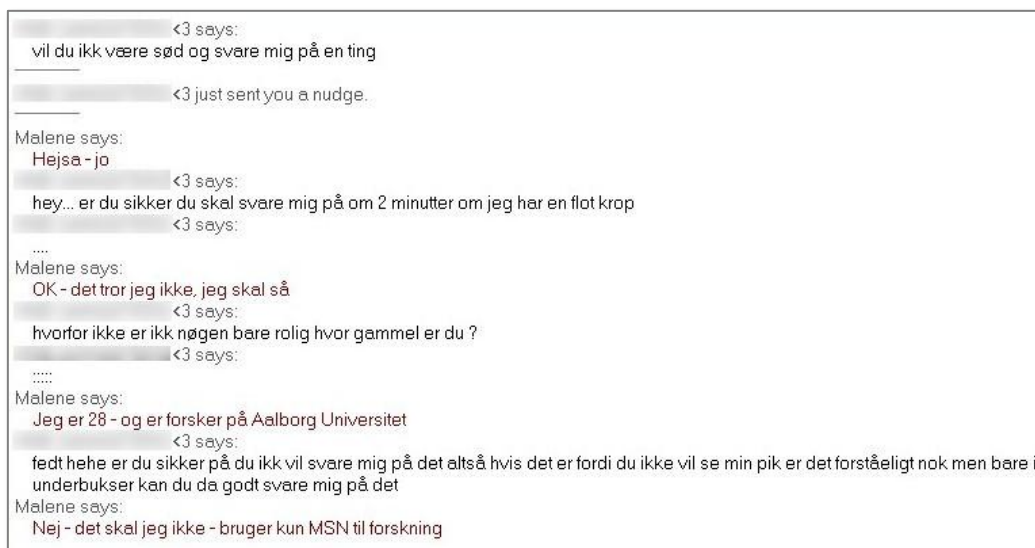 <3 says:
vil du ikk være sød og svare mig på en ting
<3 just sent you a nudge.
Malene says:
Hejsa - jo
<3 says:
hey... er du sikker du skal svare mig på om 2 minutter om jeg har en flot krop
<3 says:
....
Malene says:
OK - det tror jeg ikke, jeg skal så
<3 says:
hvorfor ikke er ikk nøgen bare rolig hvor gammel er du ?
<3 says:
:::::
Malene says:
Jeg er 28 - og er forsker på Aalborg Universitet
<3 says:
fedt hehe er du sikker på du ikk vil svare mig på det altså hvis det er fordi du ikke vil se min pik er det forståeligt nok men bare i
underbukser kan du da godt svare mig på det
Malene says:
Nej - det skal jeg ikke - bruger kun MSN til forskning